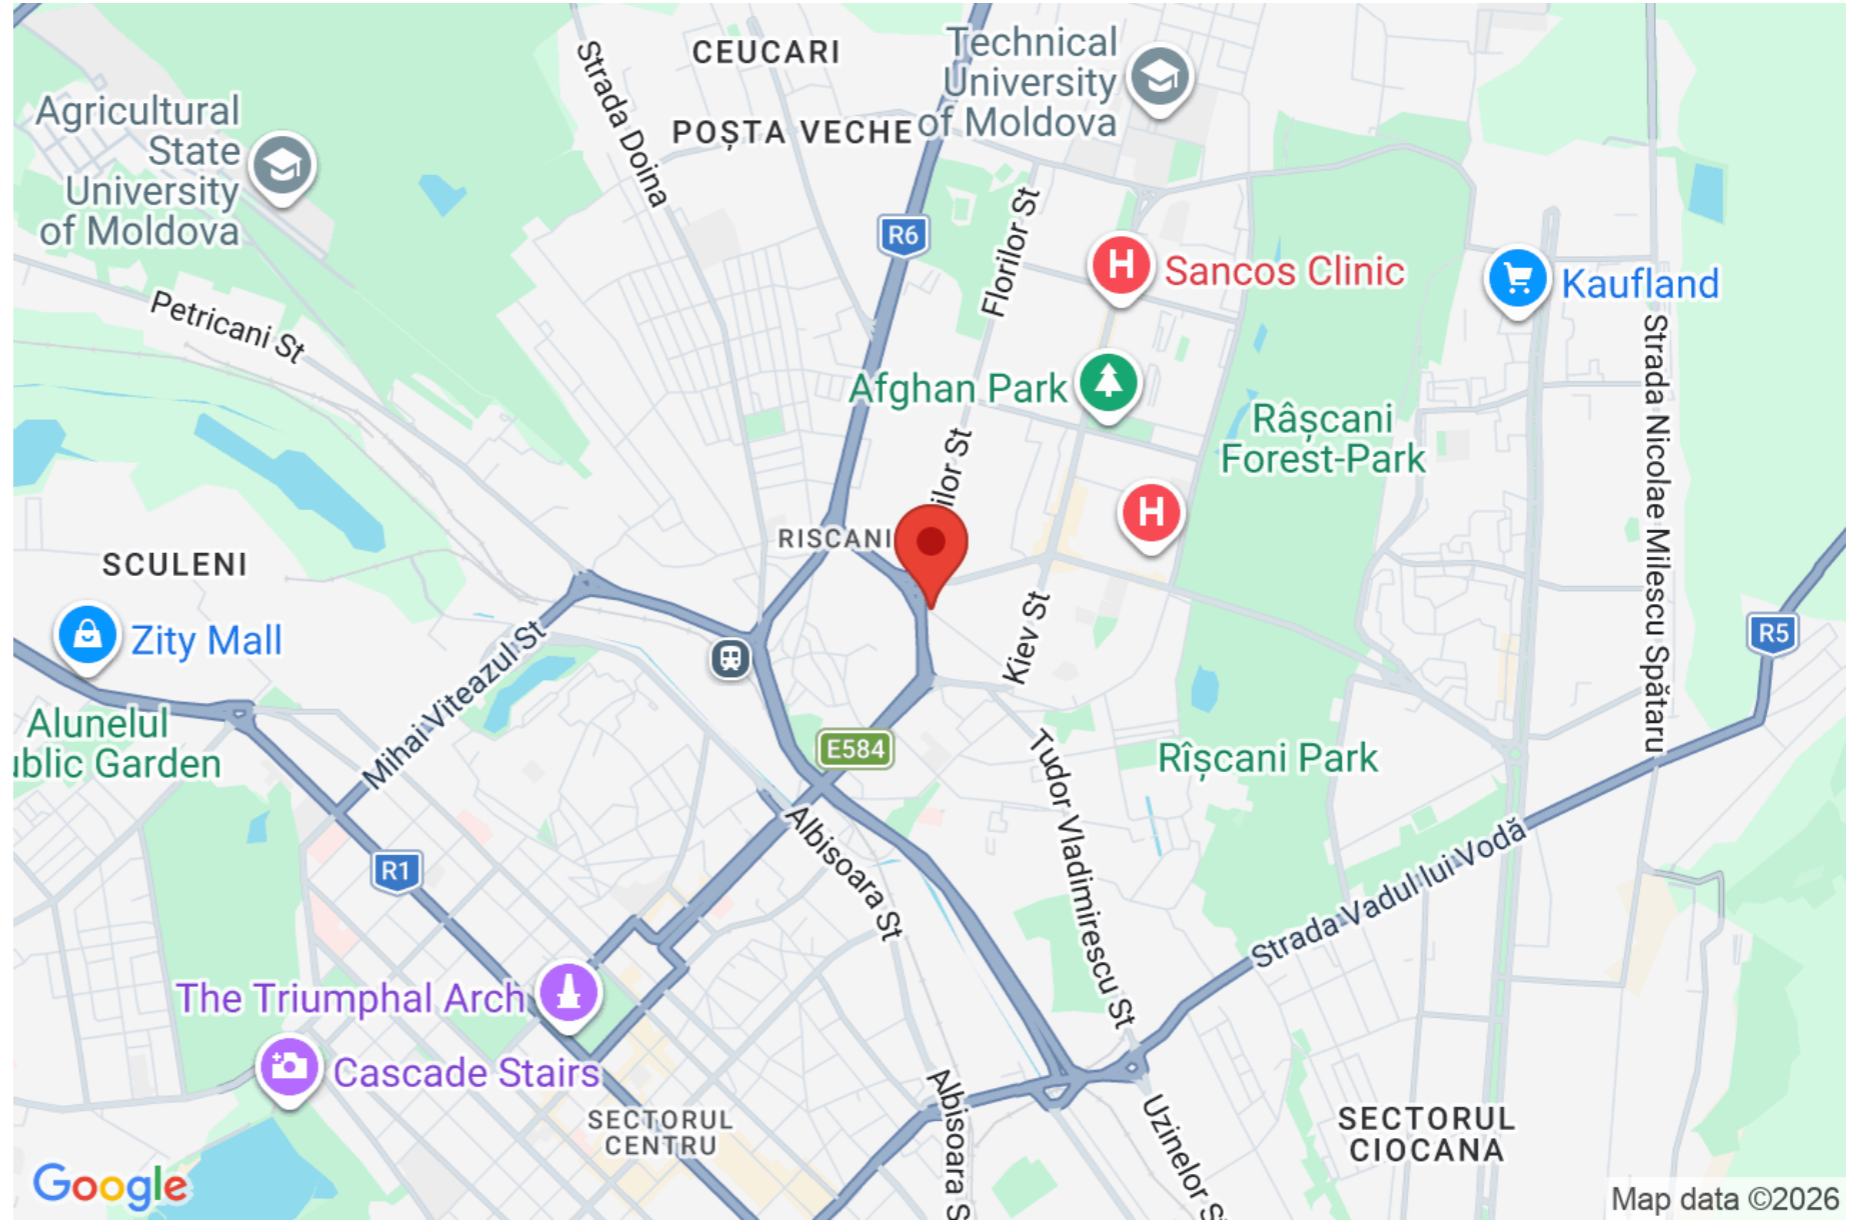 CEUCARI
Technical
University
of Moldova
Agricultural
State
University
of Moldova
Strada Doina
POȘTA VECHE
R6
Florilor St
Sancos Clinic
Kaufland
Petricani St
Afghan Park
Râșcani
Forest-Park
Strada Nicolae Milescu Spătaru
ilor St
RISCANI
SCULENI
Zity Mall
Mihai Viteazul St
Kiev St
R5
Alunelul
ublic Garden
E584
Rîșcani Park
Tudor Vladimirescu St
Albisoara St
R1
Strada Vadul lui Vodă
The Triumphal Arch
Cascade Stairs
SECTORUL
CENTRU
Albisoara S
Uzinelor S
SECTORUL
CIOCANA
Google
Map data ©2026